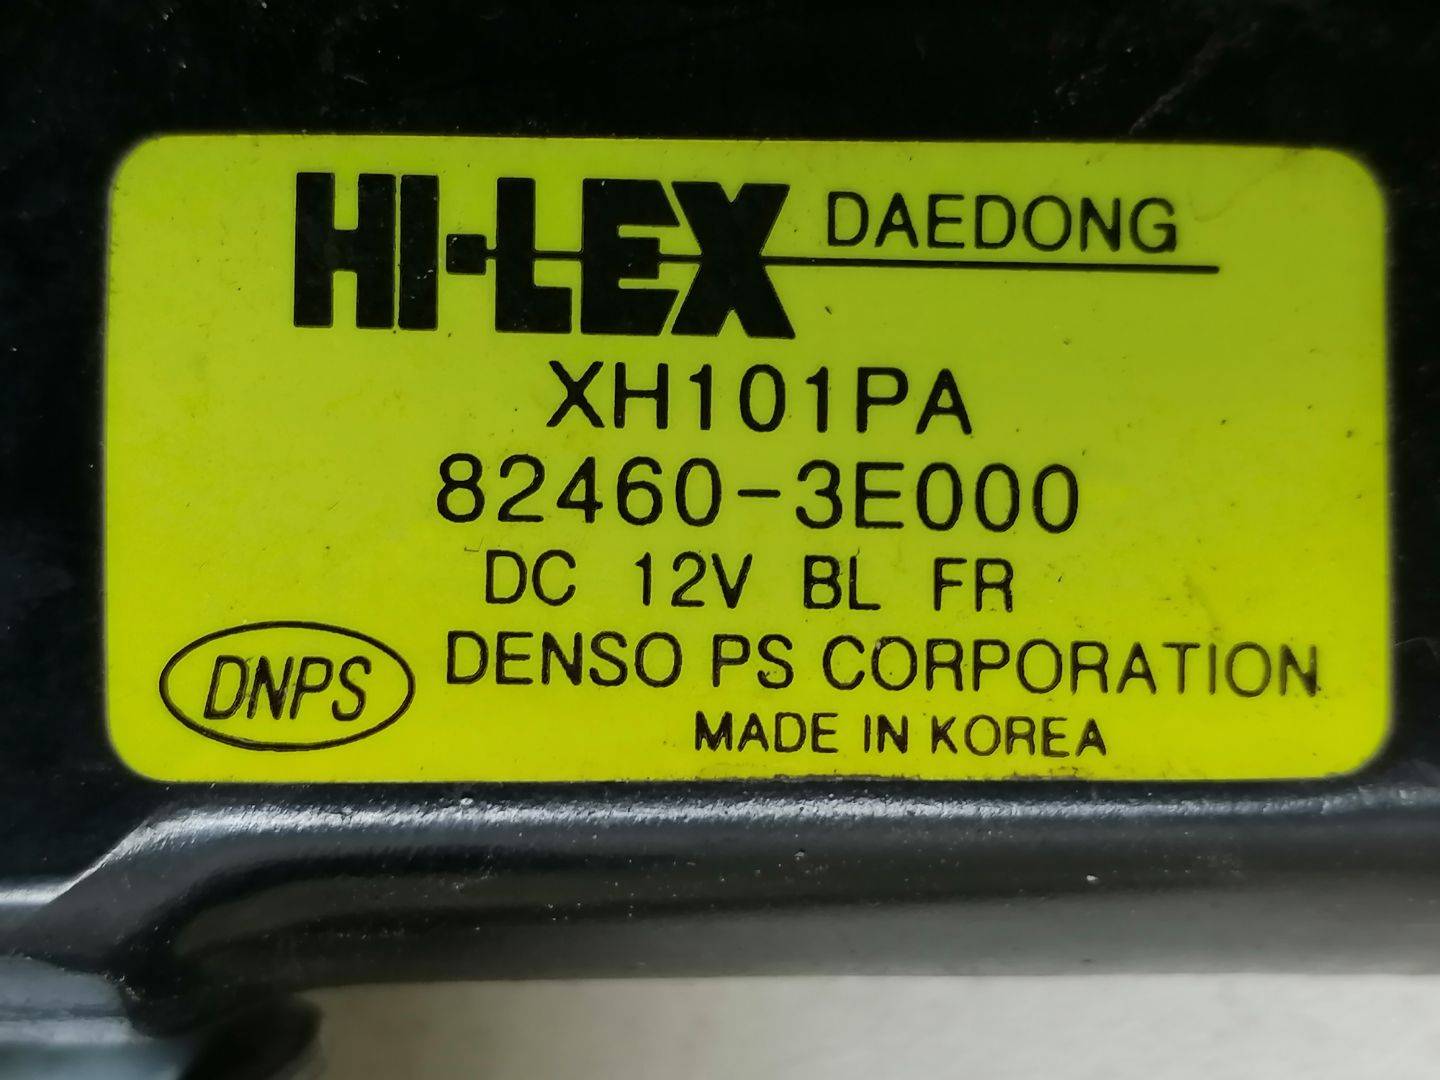 HI-LEX DAEDONG
XH101PA
82460-3E000
DC 12V BL FR
DNPS DENSO PS CORPORATION
MADE IN KOREA